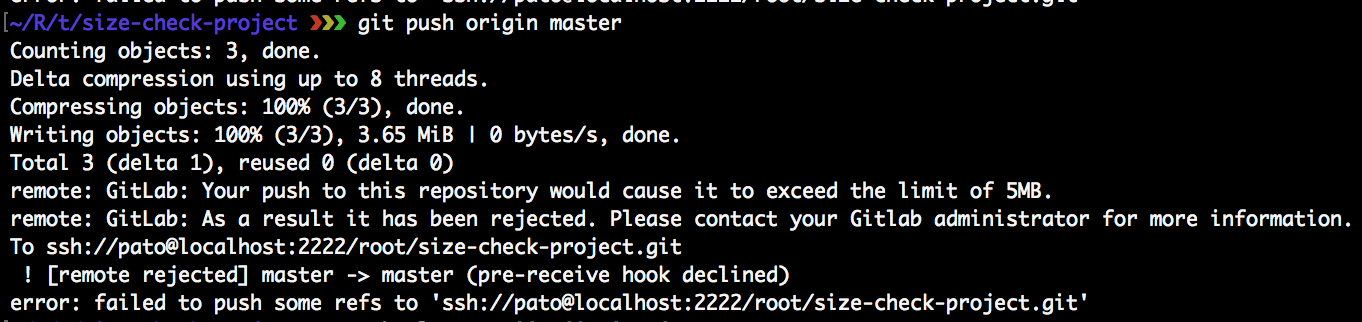 error: failed to push some refs to 'ssh://pato@localhost:2222/root/size-check-project.git'
[~/R/t/size-check-project ❯❯❯ git push origin master
Counting objects: 3, done.
Delta compression using up to 8 threads.
Compressing objects: 100% (3/3), done.
Writing objects: 100% (3/3), 3.65 MiB | 0 bytes/s, done.
Total 3 (delta 1), reused 0 (delta 0)
remote: GitLab: Your push to this repository would cause it to exceed the limit of 5MB.
remote: GitLab: As a result it has been rejected. Please contact your Gitlab administrator for more information.
To ssh://pato@localhost:2222/root/size-check-project.git
 ! [remote rejected] master -> master (pre-receive hook declined)
error: failed to push some refs to 'ssh://pato@localhost:2222/root/size-check-project.git'